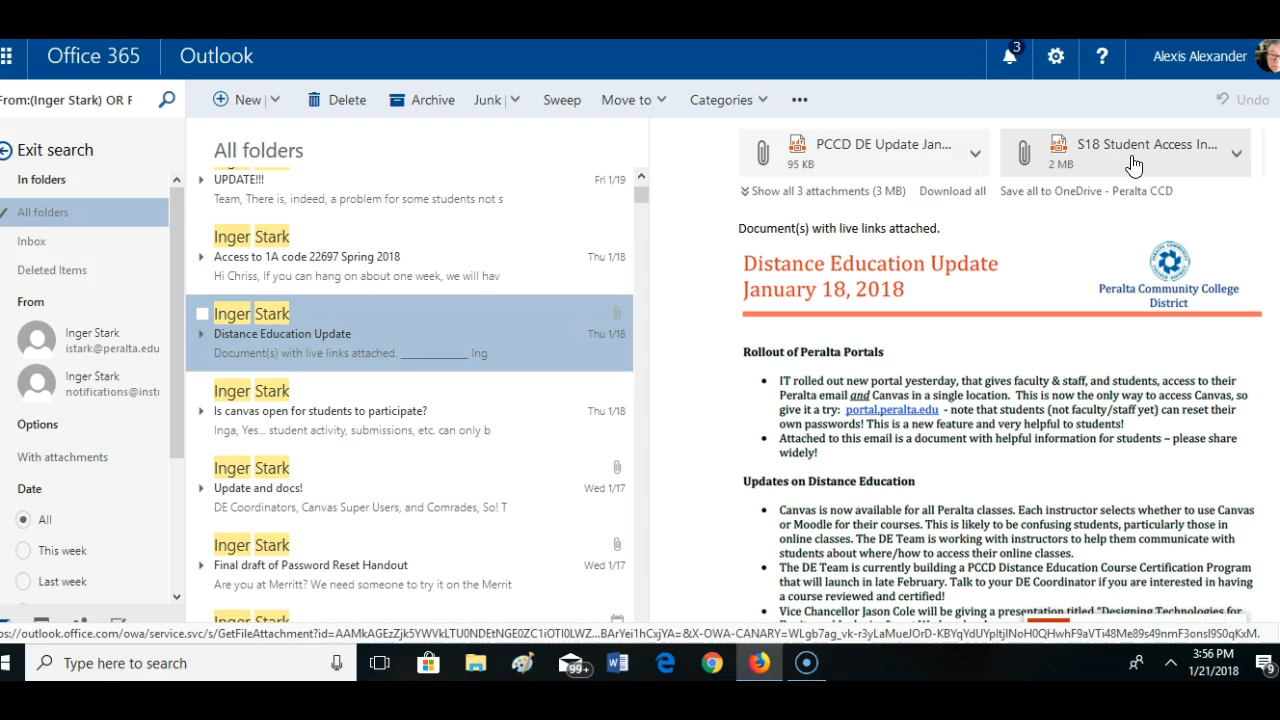 Office 365
Outlook
3
?
Alexis Alexander
From:(Inger Stark) OR F
New
Delete
Archive
Junk
Sweep
Move to
Categories
Undo
Exit search
In folders
All folders
Inbox
Deleted Items
From
Inger Stark
istark@peralta.edu
Inger Stark
notifications@instr
Options
With attachments
Date
All
This week
Last week
All folders
UPDATE!!!
Fri 1/19
Team, There is, indeed, a problem for some students not s
Inger Stark
Access to 1A code 22697 Spring 2018
Thu 1/18
Hi Chriss, If you can hang on about one week, we will hav
Inger Stark
Distance Education Update
Thu 1/18
Document(s) with live links attached. ____________ Ing
Inger Stark
Is canvas open for students to participate?
Thu 1/18
Inga, Yes... student activity, submissions, etc. can only b
Inger Stark
Update and docs!
Wed 1/17
DE Coordinators, Canvas Super Users, and Comrades, So! T
Inger Stark
Final draft of Password Reset Handout
Wed 1/17
Are you at Merritt? We need someone to try it on the Merrit
Inger Stark
PCCD DE Update Jan...
95 KB
S18 Student Access In...
2 MB
Show all 3 attachments (3 MB)
Download all
Save all to OneDrive - Peralta CCD
Document(s) with live links attached.
Distance Education Update
January 18, 2018
Peralta Community College
District
Rollout of Peralta Portals
• IT rolled out new portal yesterday, that gives faculty & staff, and students, access to their
Peralta email and Canvas in a single location. This is now the only way to access Canvas, so
give it a try: portal.peralta.edu - note that students (not faculty/staff yet) can reset their
own passwords! This is a new feature and very helpful to students!
• Attached to this email is a document with helpful information for students – please share
widely!
Updates on Distance Education
• Canvas is now available for all Peralta classes. Each instructor selects whether to use Canvas
or Moodle for their courses. This is likely to be confusing students, particularly those in
online classes. The DE Team is working with instructors to help them communicate with
students about where/how to access their online classes.
• The DE Team is currently building a PCCD Distance Education Course Certification Program
that will launch in late February. Talk to your DE Coordinator if you are interested in having
a course reviewed and certified!
• Vice Chancellor Jason Cole will be giving a presentation titled "Designing Technologies for
Type here to search
99+
3:56 PM
1/21/2018
9